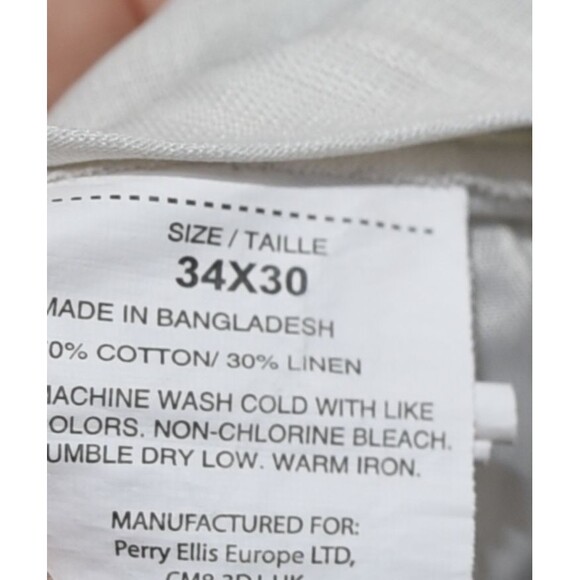 SIZE / TAILLE
34X30
MADE IN BANGLADESH
0% COTTON/ 30% LINEN
MACHINE WASH COLD WITH LIKE
OLORS. NON-CHLORINE BLEACH.
UMBLE DRY LOW. WARM IRON.
MANUFACTURED FOR:
Perry Ellis Europe LTD,